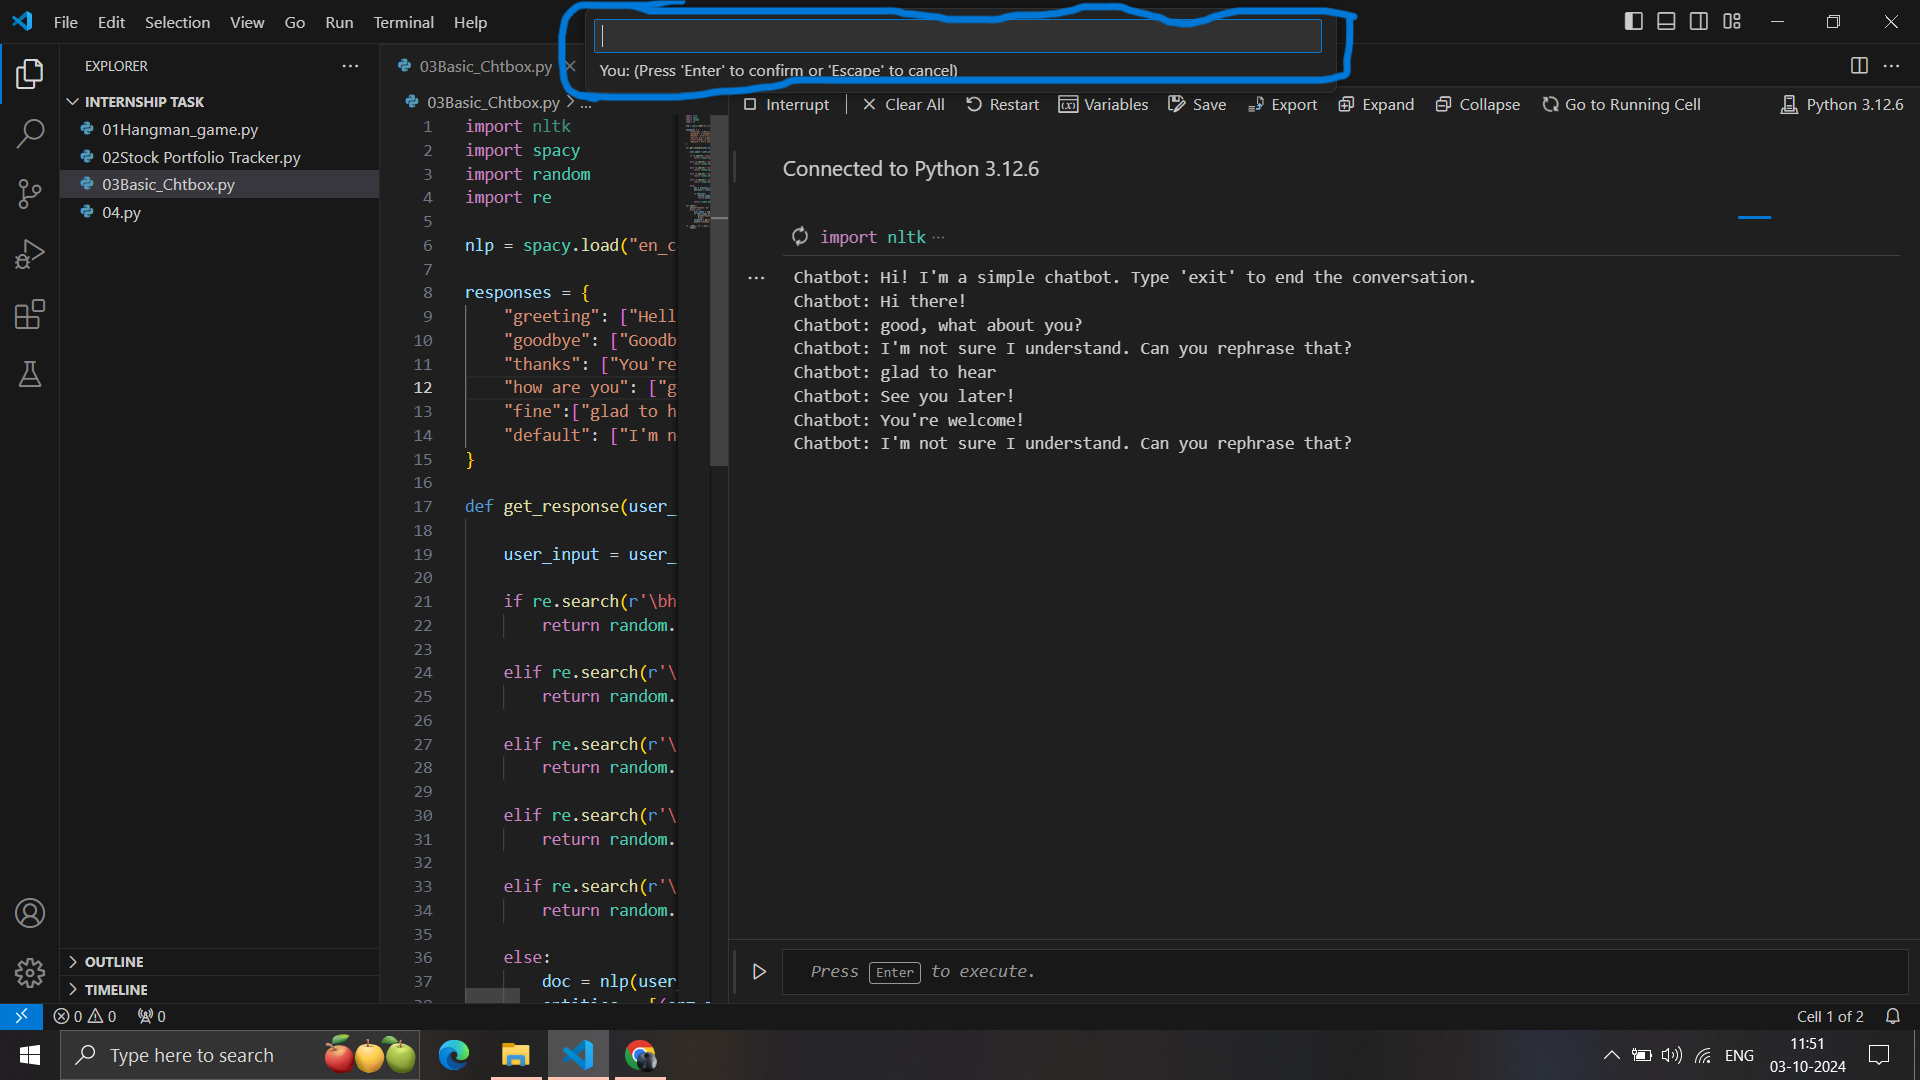 File Edit Selection View Go Run Terminal Help
You: (Press 'Enter' to confirm or 'Escape' to cancel)
EXPLORER
INTERNSHIP TASK
01Hangman_game.py
02Stock Portfolio Tracker.py
03Basic_Chtbox.py
04.py
OUTLINE
TIMELINE
03Basic_Chtbox.py
03Basic_Chtbox.py > ...
1 import nltk
2 import spacy
3 import random
4 import re
5
6 nlp = spacy.load("en_c
7
8 responses = {
9 "greeting": ["Hell
10 "goodbye": ["Goodb
11 "thanks": ["You're
12 "how are you": ["g
13 "fine":["glad to h
14 "default": ["I'm n
15 }
16
17 def get_response(user_
18
19 user_input = user_
20
21 if re.search(r'\bh
22 return random.
23
24 elif re.search(r'\
25 return random.
26
27 elif re.search(r'\
28 return random.
29
30 elif re.search(r'\
31 return random.
32
33 elif re.search(r'\
34 return random.
35
36 else:
37 doc = nlp(user_
Interrupt | Clear All Restart Variables Save Export Expand Collapse Go to Running Cell Python 3.12.6
Connected to Python 3.12.6
import nltk ...
Chatbot: Hi! I'm a simple chatbot. Type 'exit' to end the conversation.
Chatbot: Hi there!
Chatbot: good, what about you?
Chatbot: I'm not sure I understand. Can you rephrase that?
Chatbot: glad to hear
Chatbot: See you later!
Chatbot: You're welcome!
Chatbot: I'm not sure I understand. Can you rephrase that?
Press Enter to execute.
0 0 0
Cell 1 of 2
Type here to search
ENG
11:51
03-10-2024